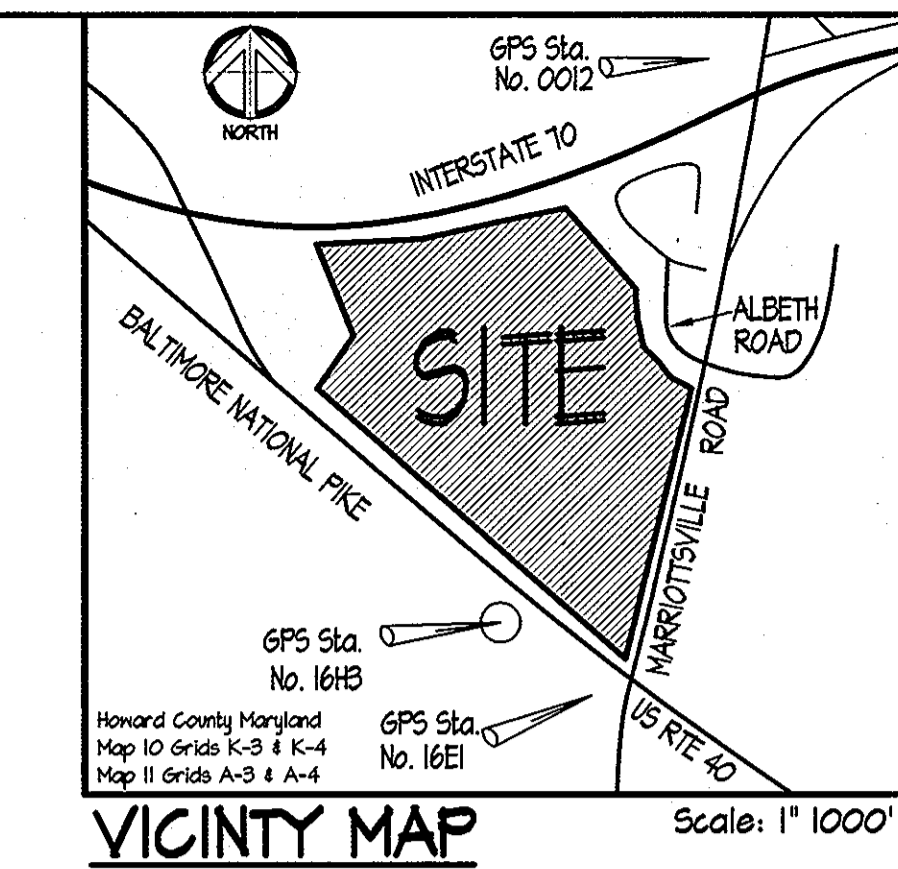 GPS Sta.
No. 0012
NORTH
INTERSTATE 70
ALBETH
ROAD
SITE
BALTIMORE NATIONAL PIKE
MARRIOTTSVILLE ROAD
GPS Sta.
No. 16H3
GPS Sta.
No. 16E1
US RTE 40
Howard County Maryland
Map 10 Grids K-3 & K-4
Map 11 Grids A-3 & A-4
VICINTY MAP
Scale: 1" 1000'